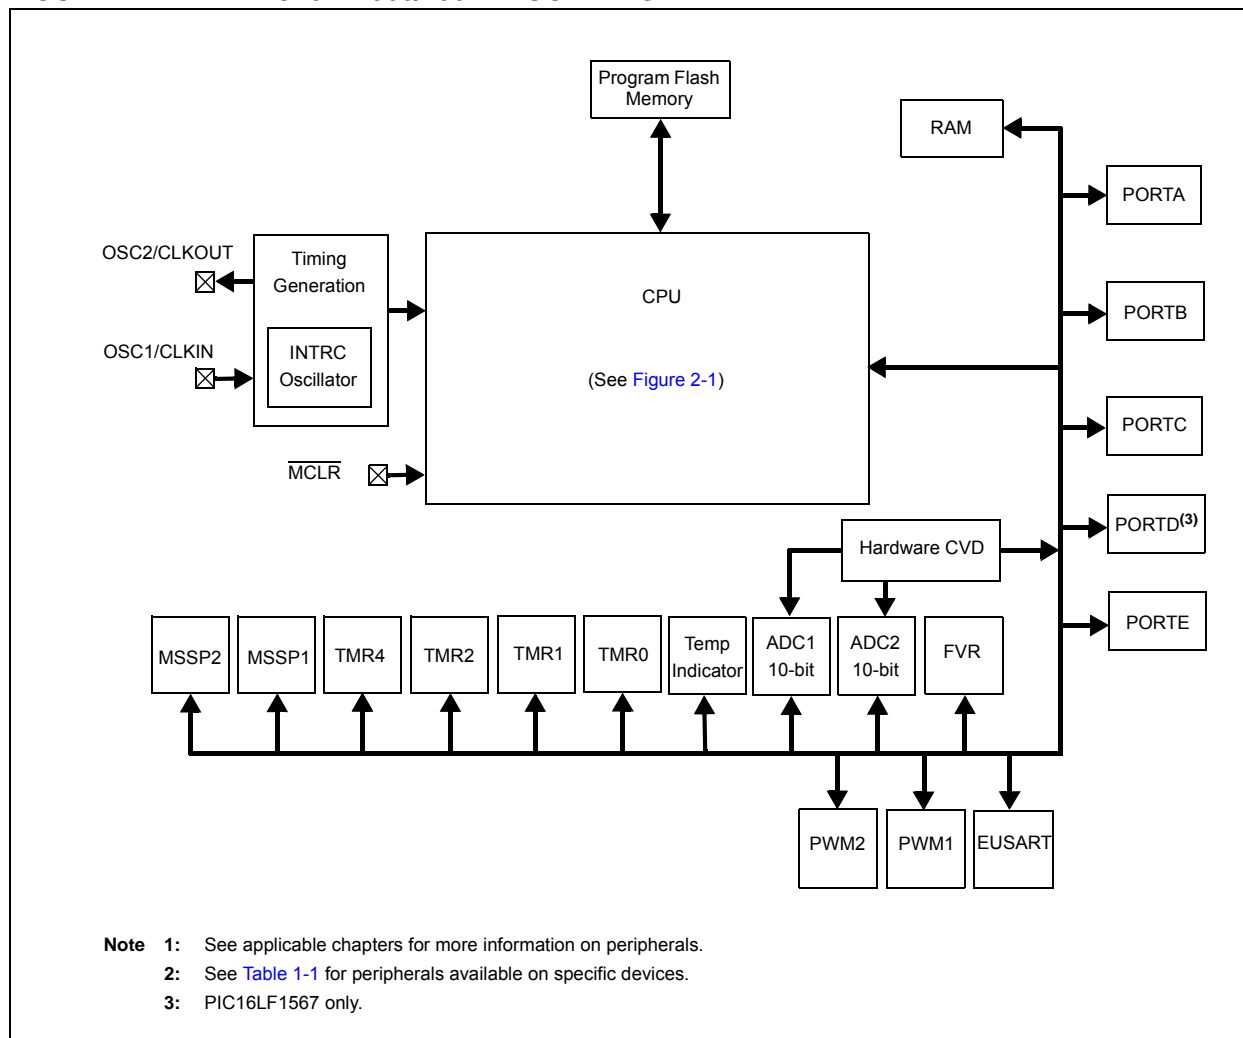 Program Flash
Memory
RAM
PORTA
OSC2/CLKOUT
Timing
Generation
CPU
PORTB
OSC1/CLKIN
INTRC
Oscillator
(See Figure 2-1)
PORTC
MCLR
PORTD(3)
Hardware CVD
PORTE
MSSP2
MSSP1
TMR4
TMR2
TMR1
TMR0
Temp
Indicator
ADC1
10-bit
ADC2
10-bit
FVR
PWM2
PWM1
EUSART
Note 1: See applicable chapters for more information on peripherals.
2: See Table 1-1 for peripherals available on specific devices.
3: PIC16LF1567 only.